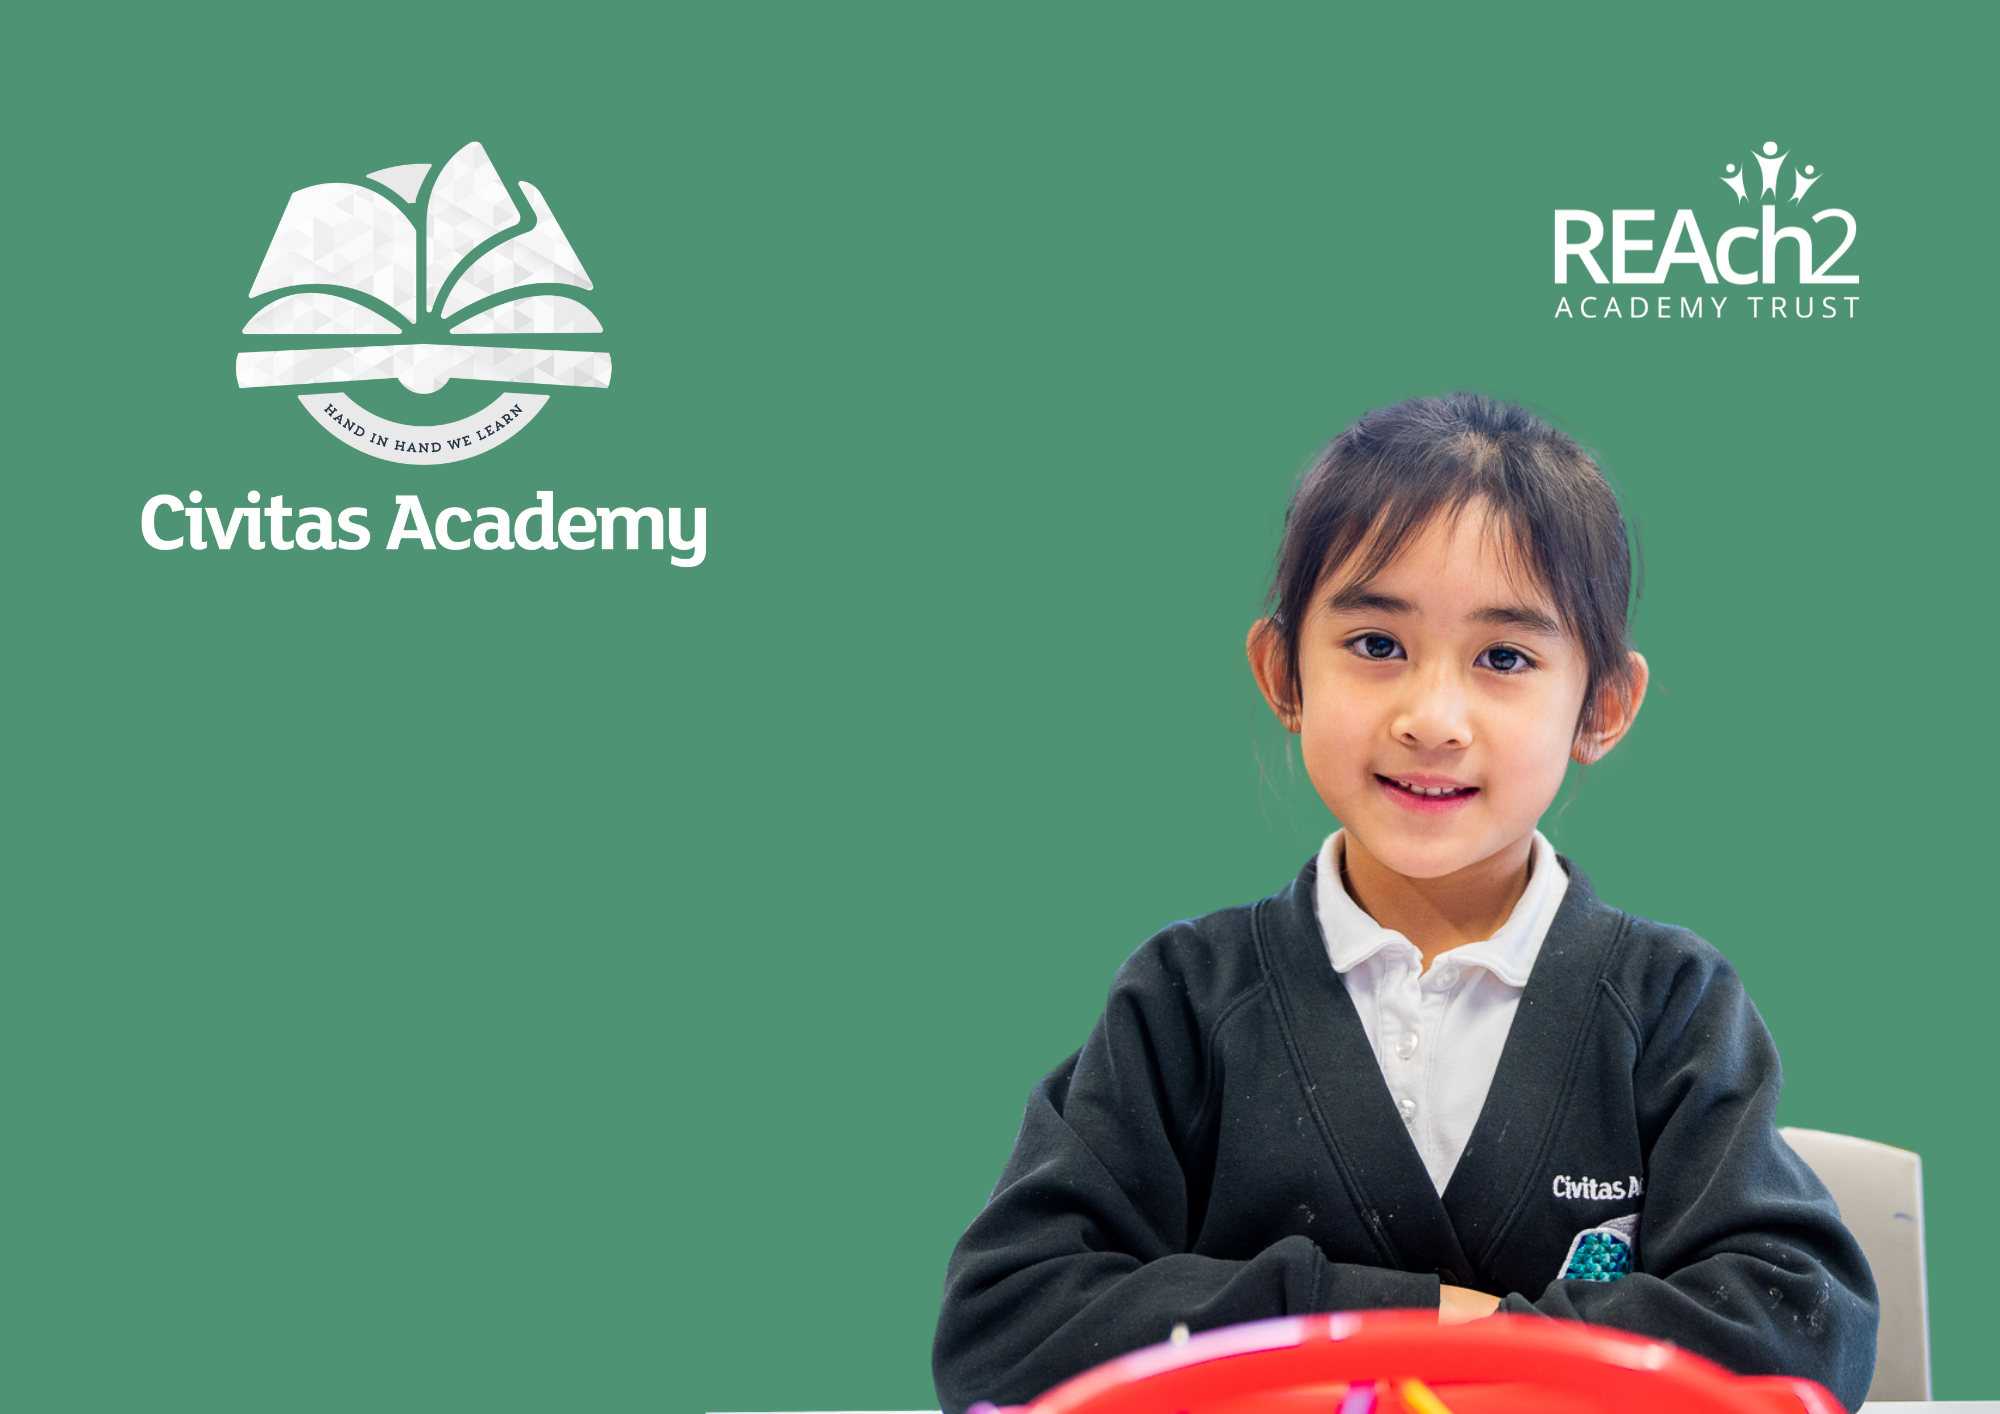 HAND IN HAND WE LEARN
Civitas Academy
REAch2
ACADEMY TRUST
Civitas A